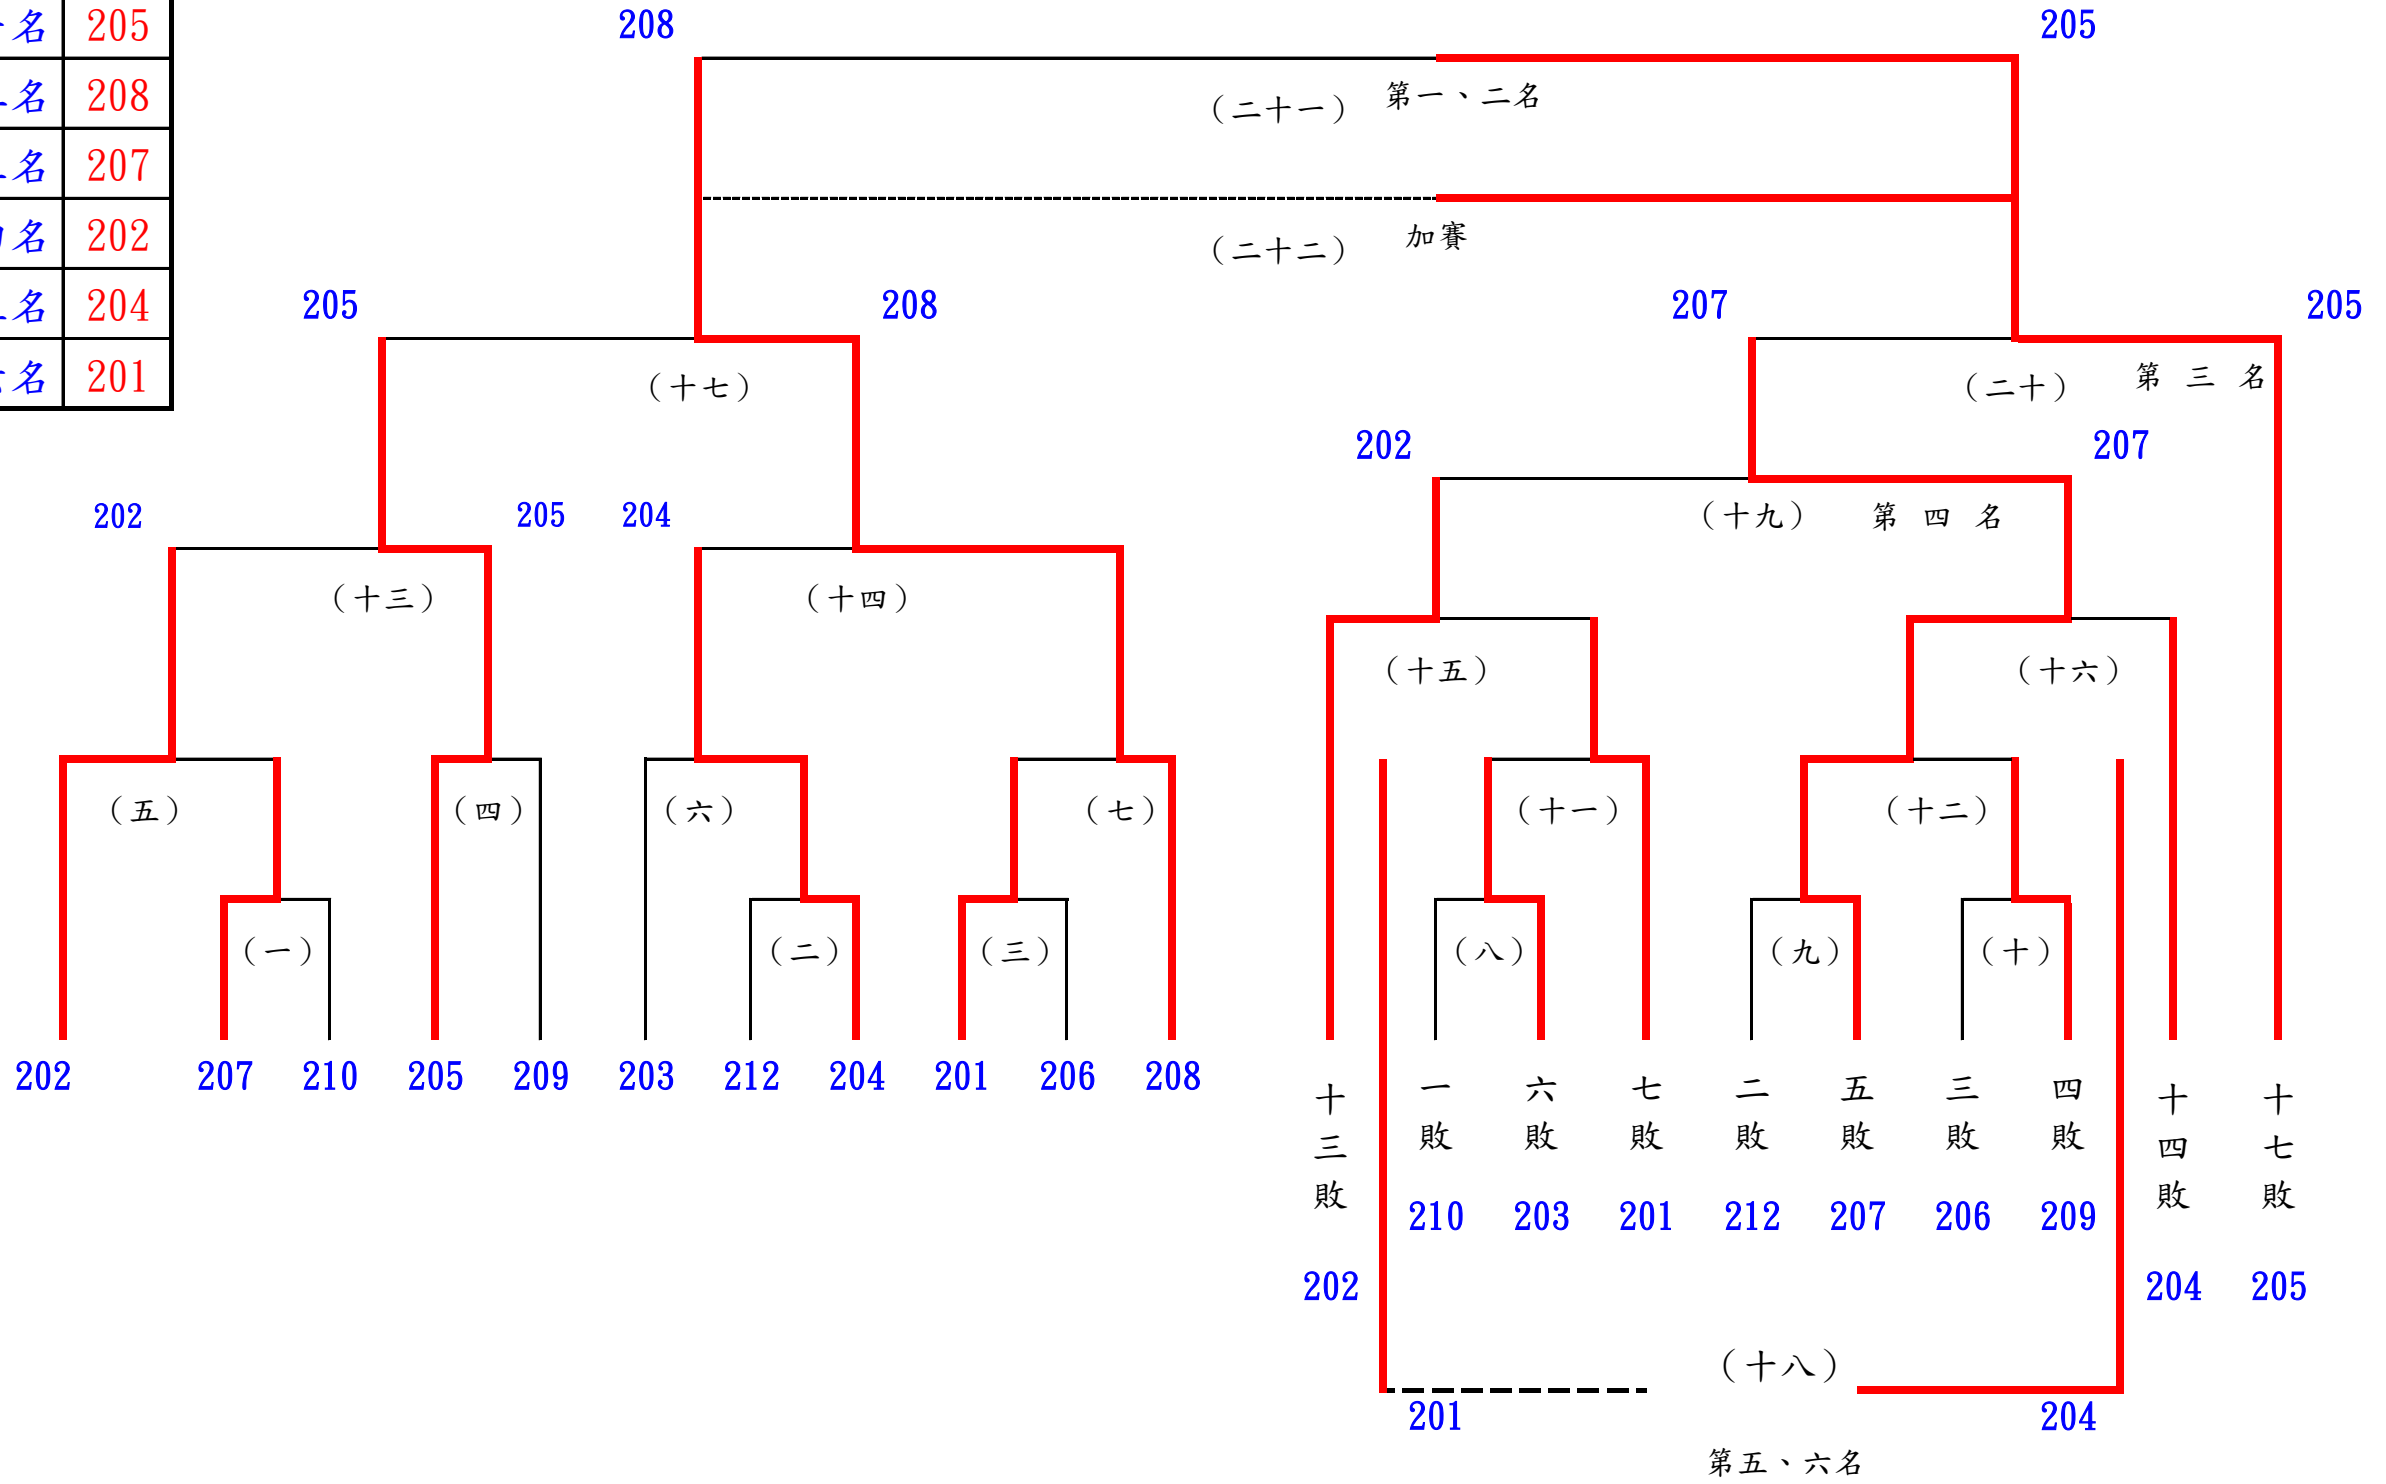 名 205
名 208
名 207
名 202
名 204
名 201
208 205
（二十一） 第一、二名
（二十二） 加賽
205 208 207 205
（十七） （二十） 第三名
202 207
202 205 204 （十九） 第四名
（十三） （十四）
（十五） （十六）
（五） （四） （六） （七） （十一） （十二）
（一） （二） （三） （八） （九） （十）
202 207 210 205 209 203 212 204 201 206 208
十三敗 一敗 六敗 七敗 二敗 五敗 三敗 四敗 十四敗 十七敗
210 203 201 212 207 206 209
202 204 205
（十八）
201 204
第五、六名